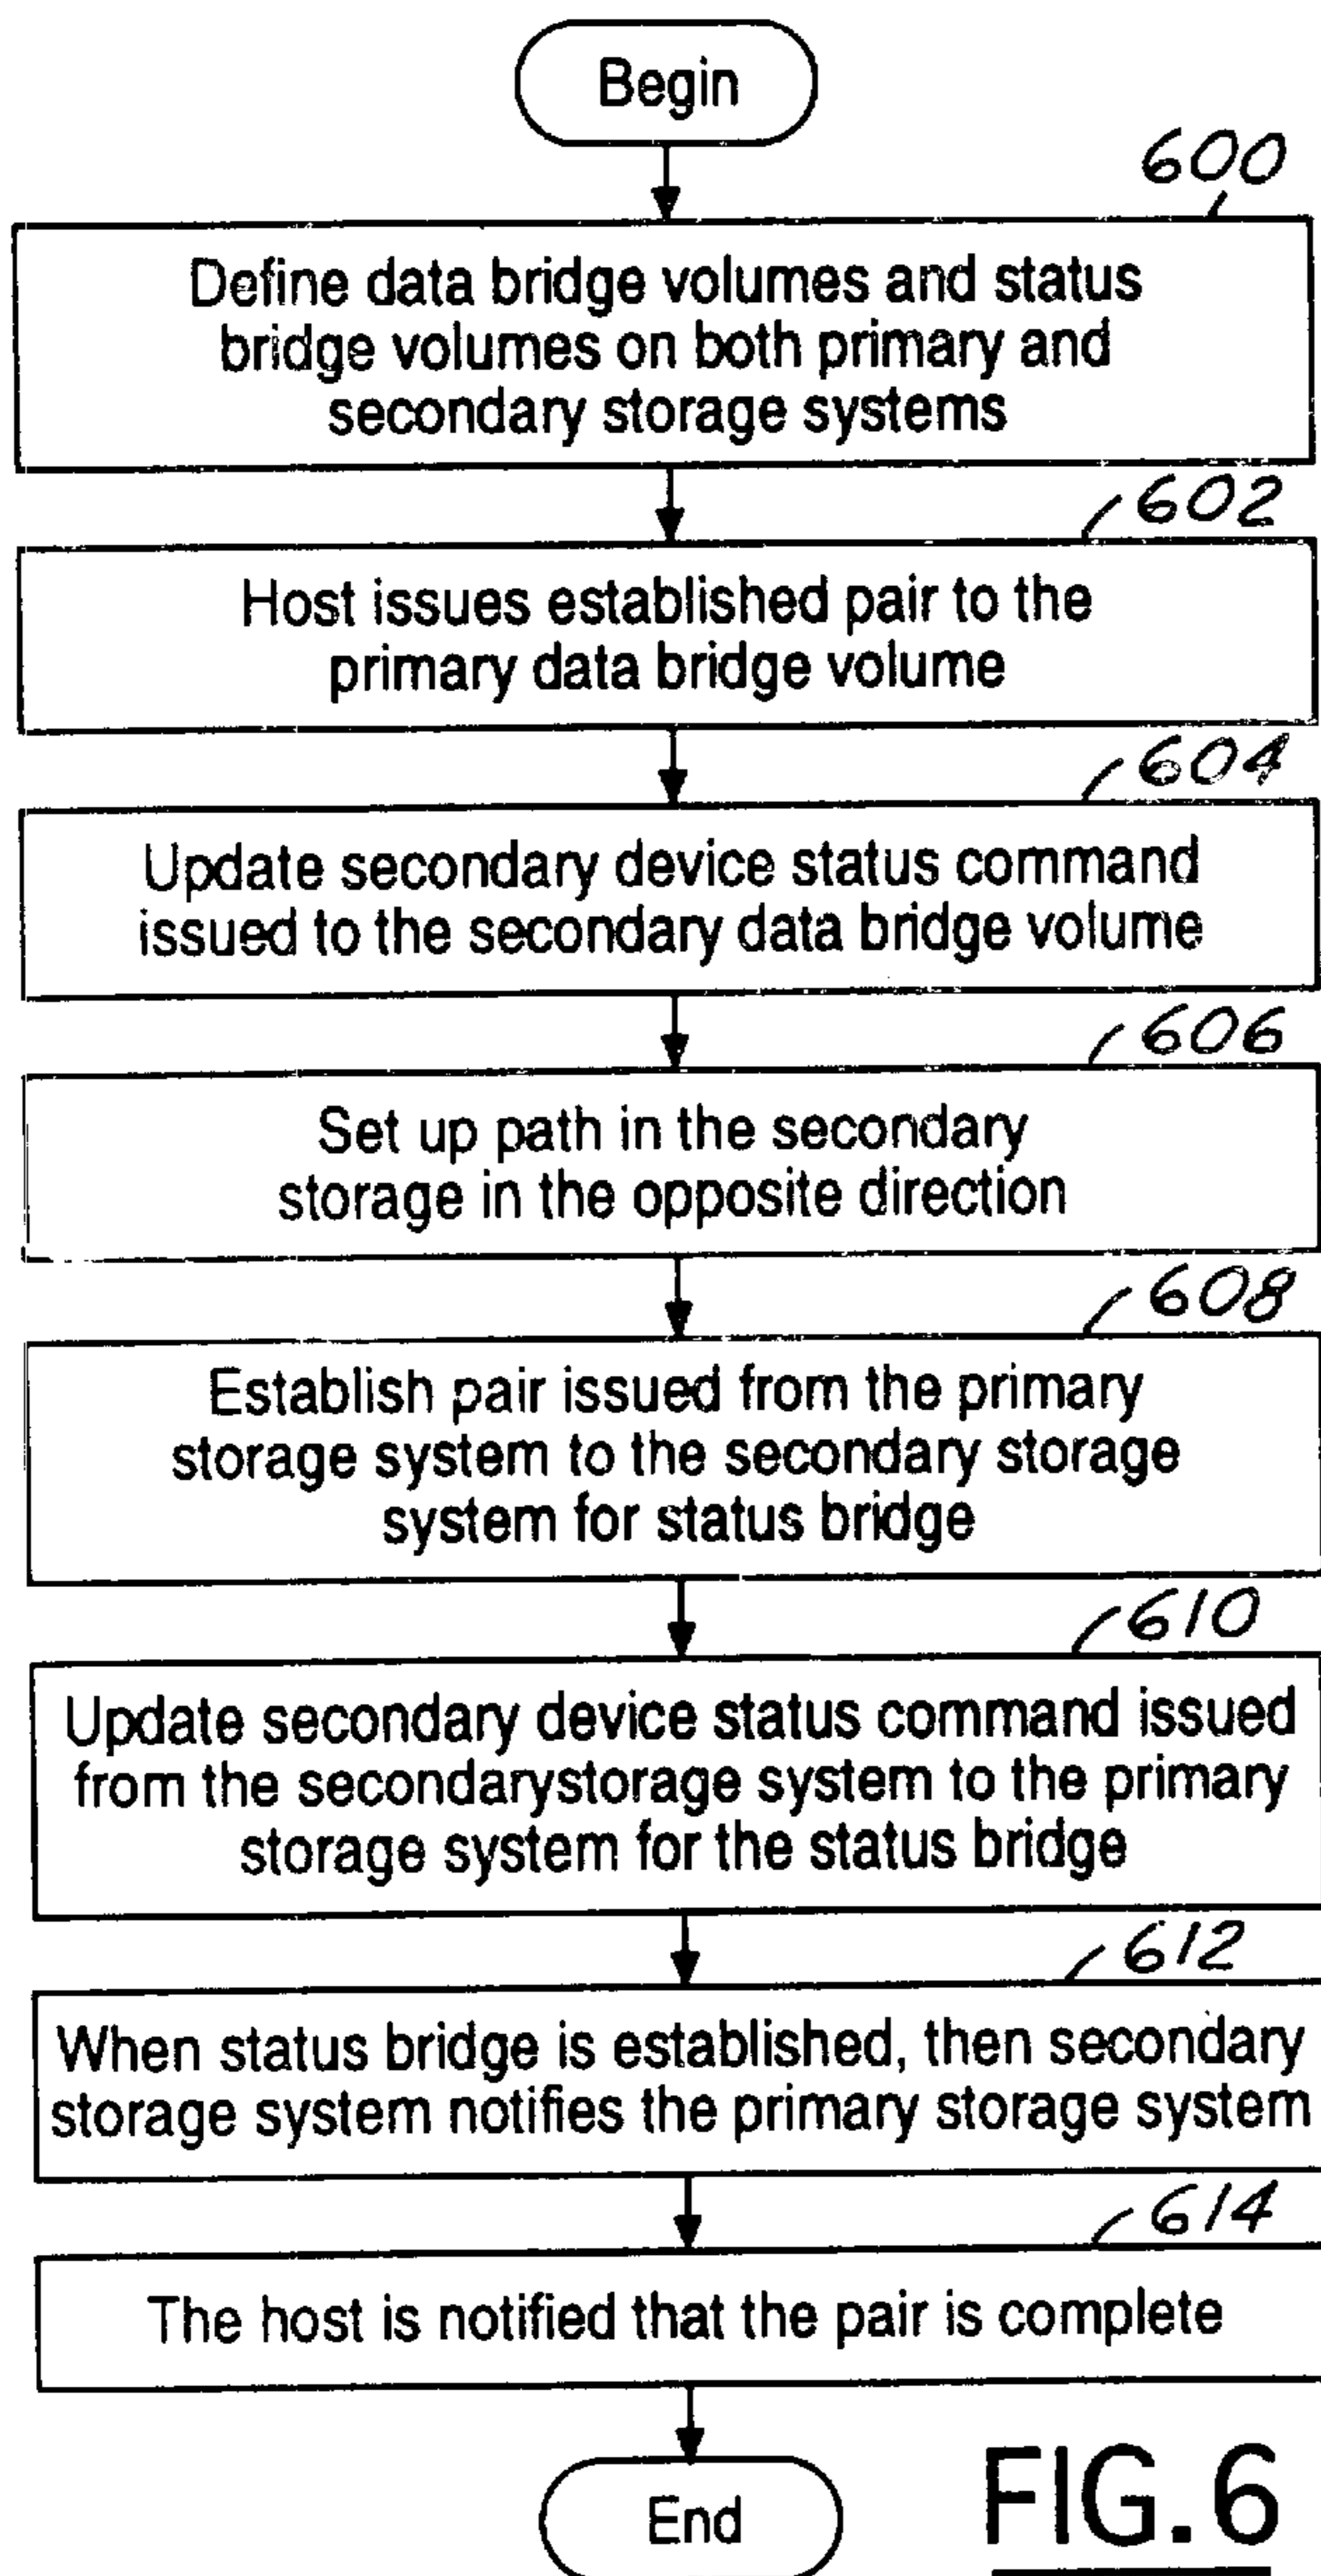 Begin
600
Define data bridge volumes and status
bridge volumes on both primary and
secondary storage systems
602
Host issues established pair to the
primary data bridge volume
604
Update secondary device status command
issued to the secondary data bridge volume
606
Set up path in the secondary
storage in the opposite direction
608
Establish pair issued from the primary
storage system to the secondary storage
system for status bridge
610
Update secondary device status command issued
from the secondarystorage system to the primary
storage system for the status bridge
612
When status bridge is established, then secondary
storage system notifies the primary storage system
614
The host is notified that the pair is complete
End
FIG. 6